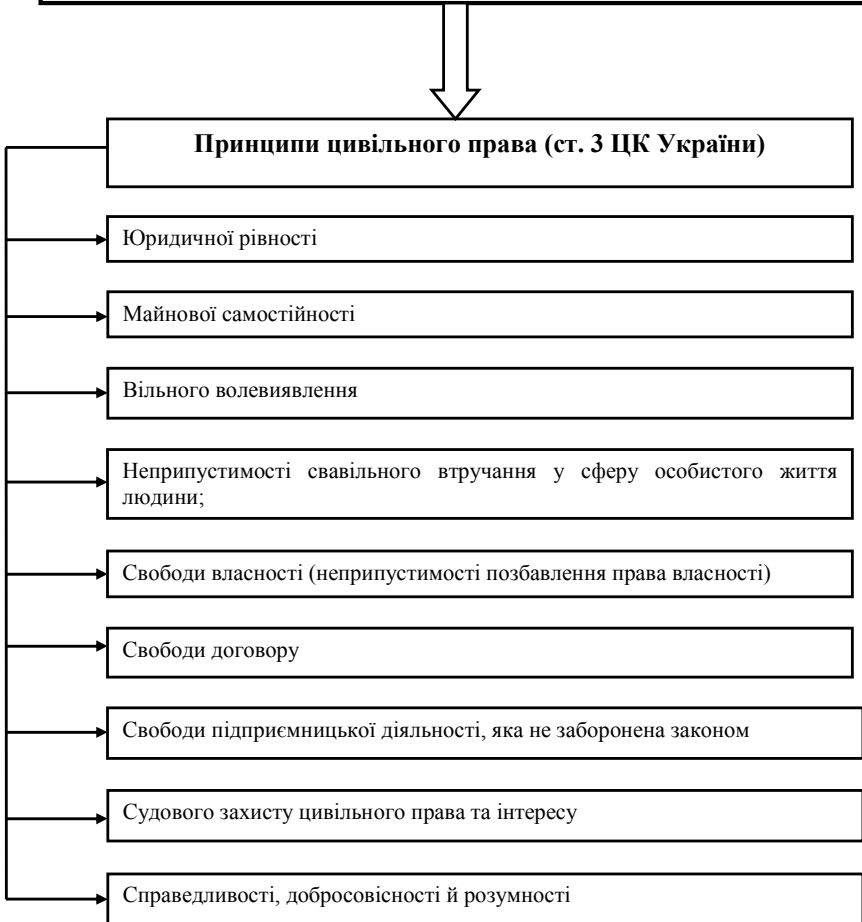 Принципи цивільного права (ст. 3 ЦК України)
Юридичної рівності
Майнової самостійності
Вільного волевиявлення
Неприпустимості свавільного втручання у сферу особистого життя
людини;
Свободи власності (неприпустимості позбавлення права власності)
Свободи договору
Свободи підприємницької діяльності, яка не заборонена законом
Судового захисту цивільного права та інтересу
Справедливості, добросовісності й розумності